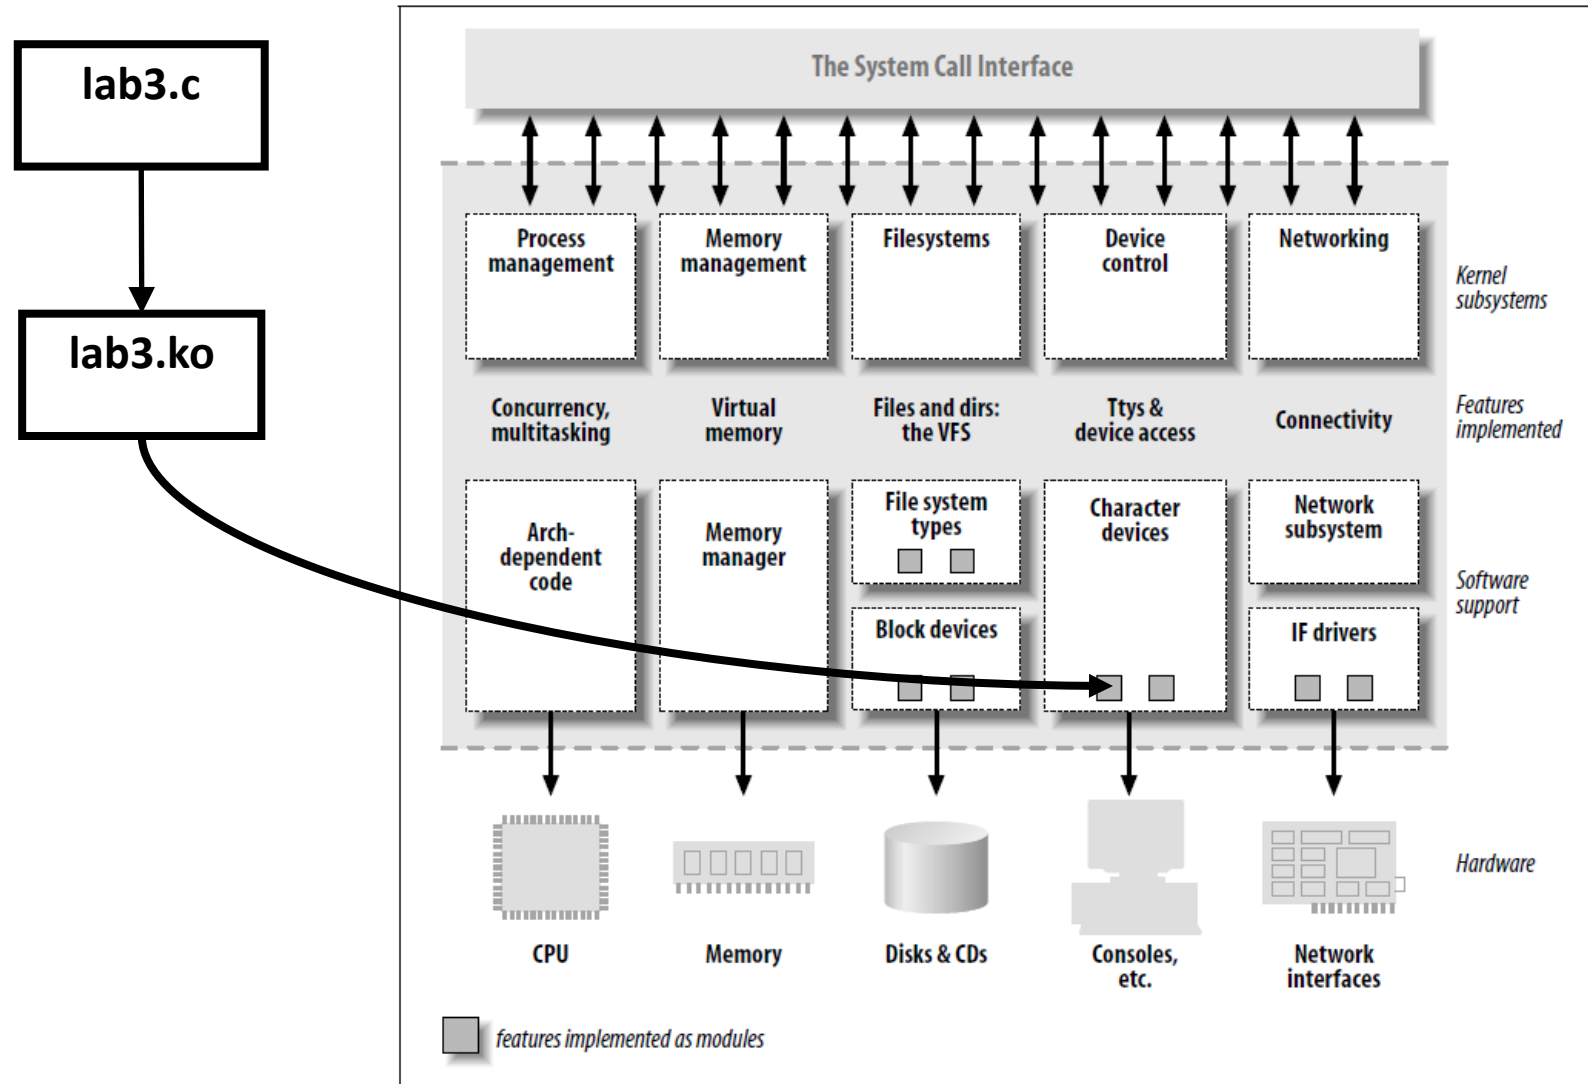 lab3.c
lab3.ko
The System Call Interface
Process
management
Memory
management
Filesystems
Device
control
Networking
Kernel
subsystems
Concurrency,
multitasking
Virtual
memory
Files and dirs:
the VFS
Ttys &
device access
Connectivity
Features
implemented
Arch-
dependent
code
Memory
manager
File system
types
Block devices
Character
devices
Network
subsystem
IF drivers
Software
support
CPU
Memory
Disks & CDs
Consoles,
etc.
Network
interfaces
Hardware
features implemented as modules